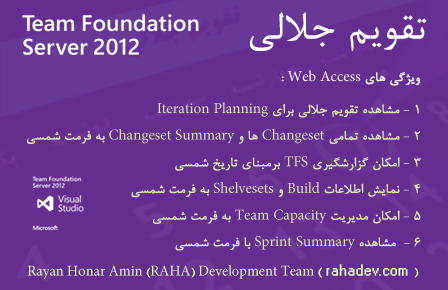 Team Foundation
Server 2012
تقویم جلالی
ویژگی های Web Access :
۱ - مشاهده تقویم جلالی برای Iteration Planning
۲ - مشاهده تمامی Changeset ها و Changeset Summary به فرمت شمسی
۳ - امکان گزارشگیری TFS برمبنای تاریخ شمسی
۴ - نمایش اطلاعات Build و Shelvesets به فرمت شمسی
۵ - امکان مدیریت Team Capacity به فرمت شمسی
۶ - مشاهده Sprint Summary با فرمت شمسی
Team Foundation
Server 2012
Visual
Studio
Microsoft
Rayan Honar Amin (RAHA) Development Team ( rahadev.com )